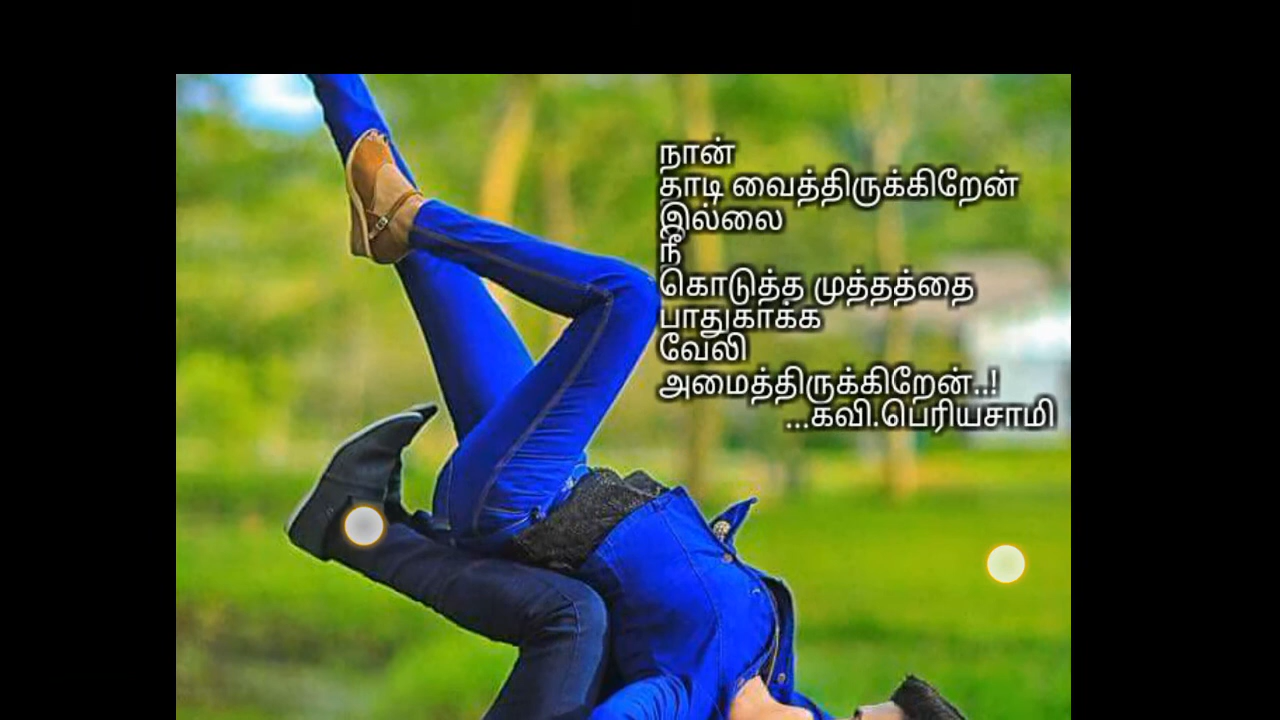 நான்
தாடி வைத்திருக்கிறேன்
இல்லை
நீ
கொடுத்த முத்தத்தை
பாதுகாக்க
வேலி
அமைத்திருக்கிறேன்..!
...கவி.பெரியசாமி